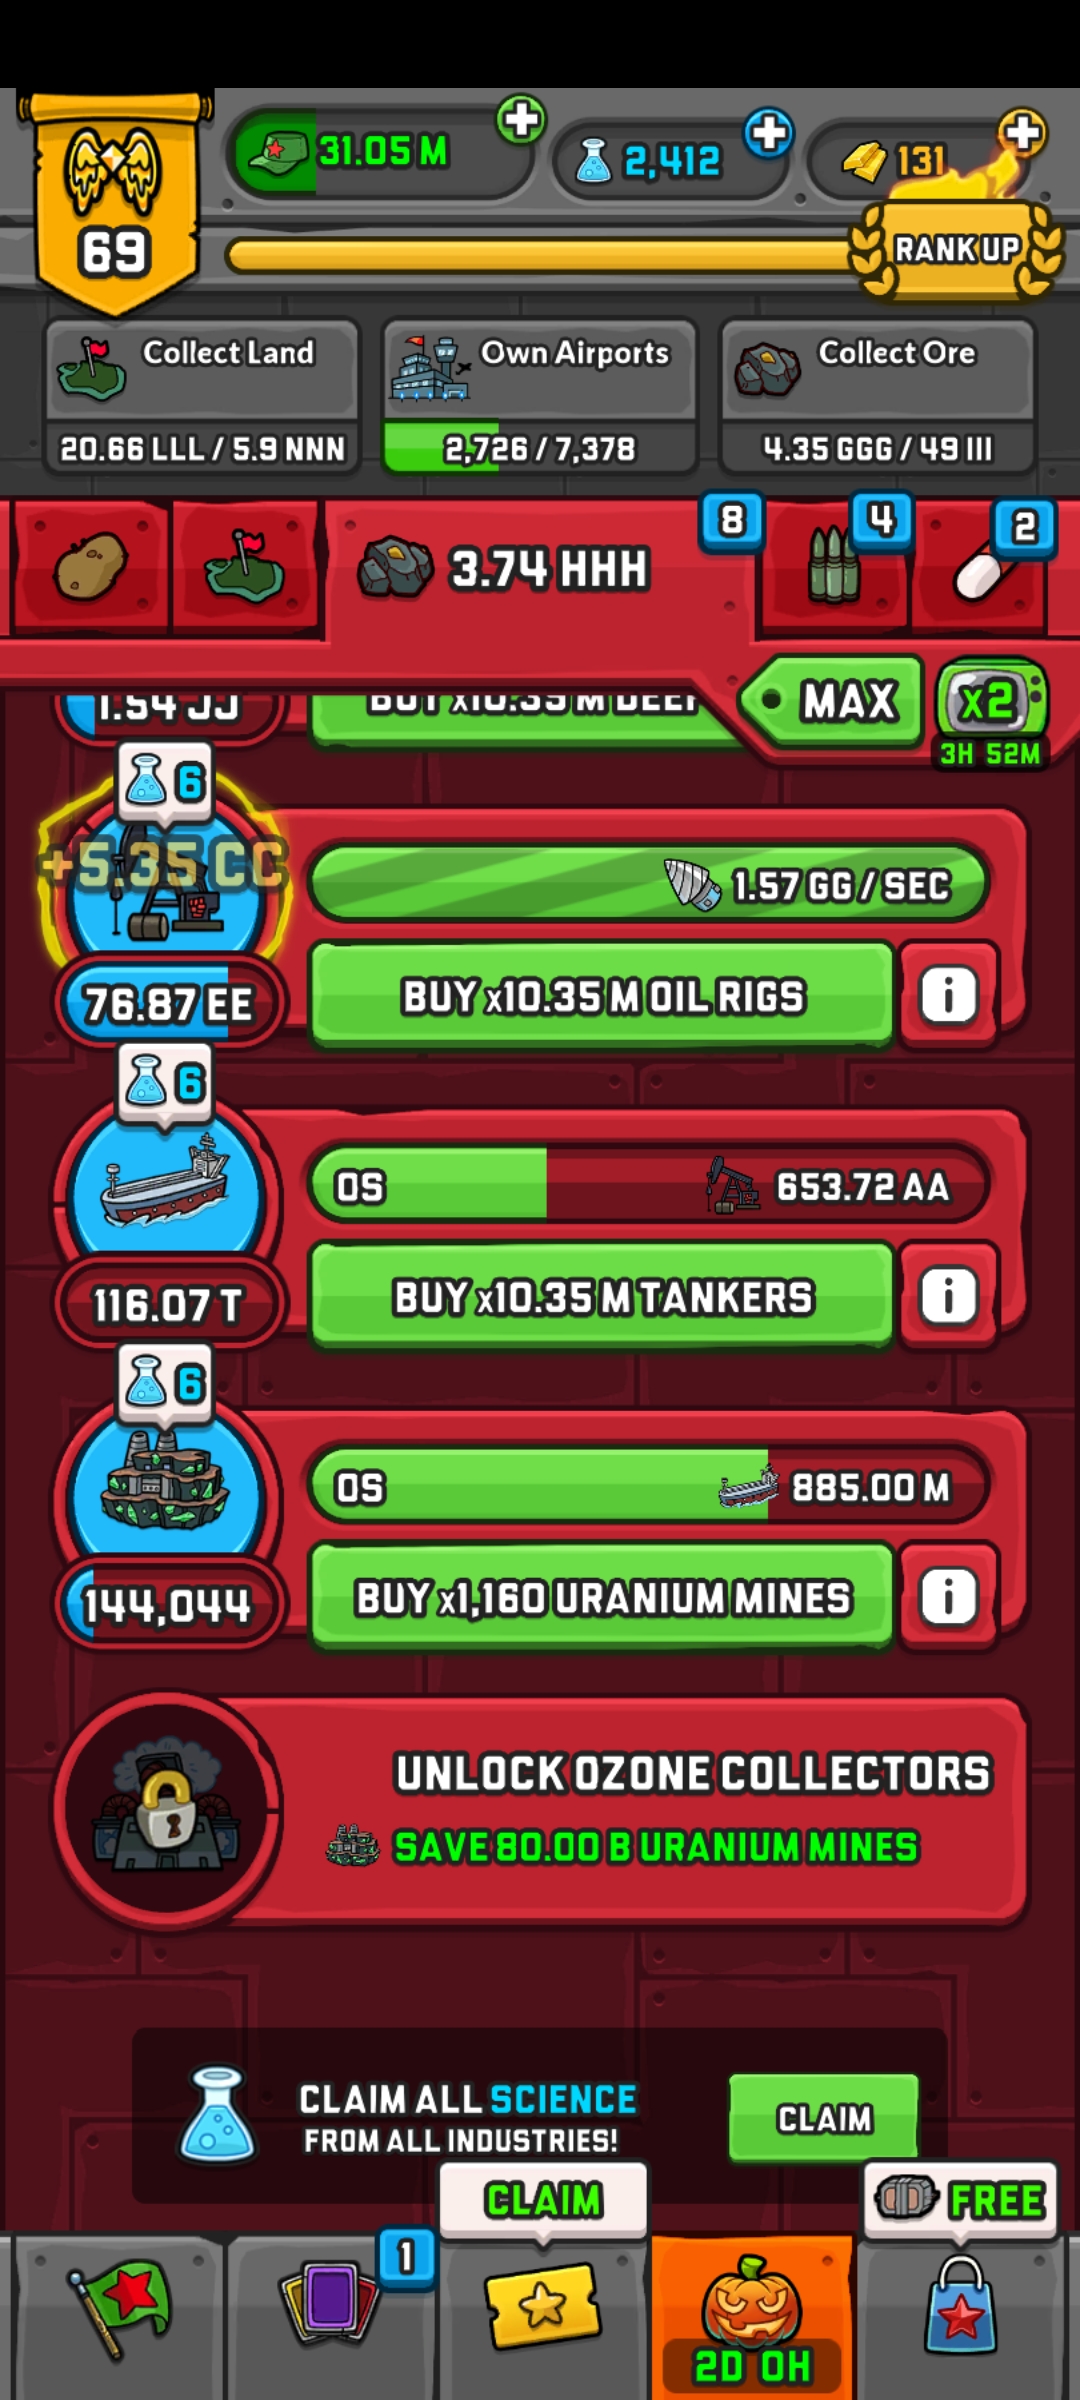 31.05 M
2,412
131
69
RANK UP
Collect Land
20.66 LLL / 5.9 NNN
Own Airports
2,726 / 7,378
Collect Ore
4.35 GGG / 49 III
3.74 HHH
8
4
2
MAX
x2
3H 52M
1.54 JJ
BUY x10.35 M
6
+5.35 CC
1.57 GG / SEC
76.87 EE
BUY x10.35 M OIL RIGS
i
6
0S
653.72 AA
116.07 T
BUY x10.35 M TANKERS
i
6
0S
885.00 M
144,044
BUY x1,160 URANIUM MINES
i
UNLOCK OZONE COLLECTORS
SAVE 80.00 B URANIUM MINES
CLAIM ALL SCIENCE
FROM ALL INDUSTRIES!
CLAIM
CLAIM
FREE
1
2D 0H